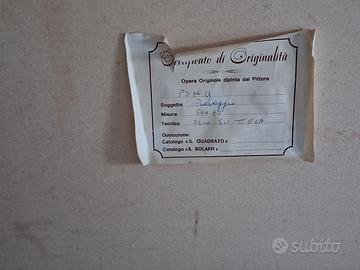 Certificato di Originalità
Opera Originale dipinta dal Pittore
Soggetto Paesaggio
Misura
Tecnica OLIO SU TELA
Quotazione:
Catalogo «IL QUADRATO»
Catalogo «IL BOLAFFI»
subito